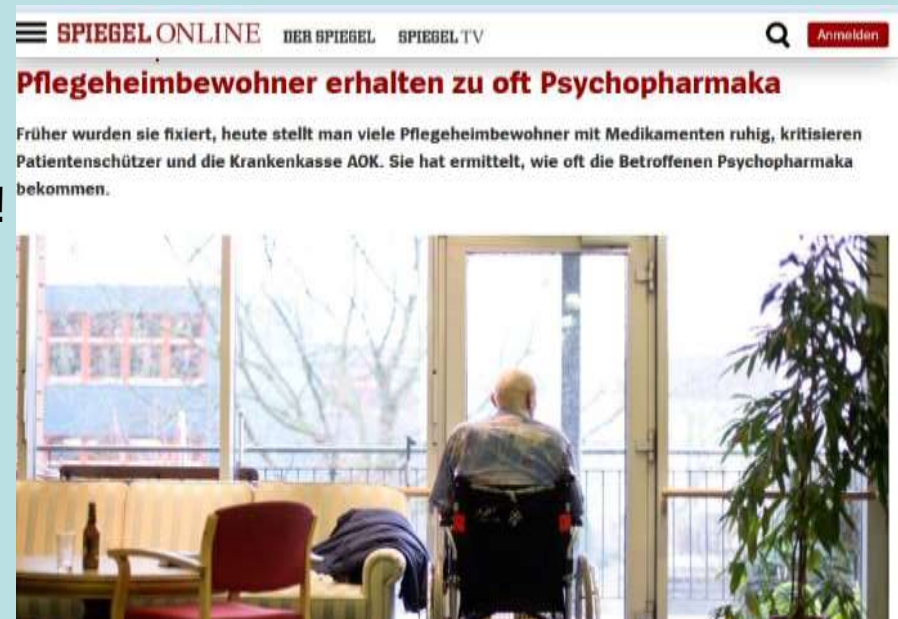 SPIEGEL ONLINE DER SPIEGEL SPIEGEL TV Anmelden
Pflegeheimbewohner erhalten zu oft Psychopharmaka
Früher wurden sie fixiert, heute stellt man viele Pflegeheimbewohner mit Medikamenten ruhig, kritisieren
Patientenschützer und die Krankenkasse AOK. Sie hat ermittelt, wie oft die Betroffenen Psychopharmaka
bekommen.
!